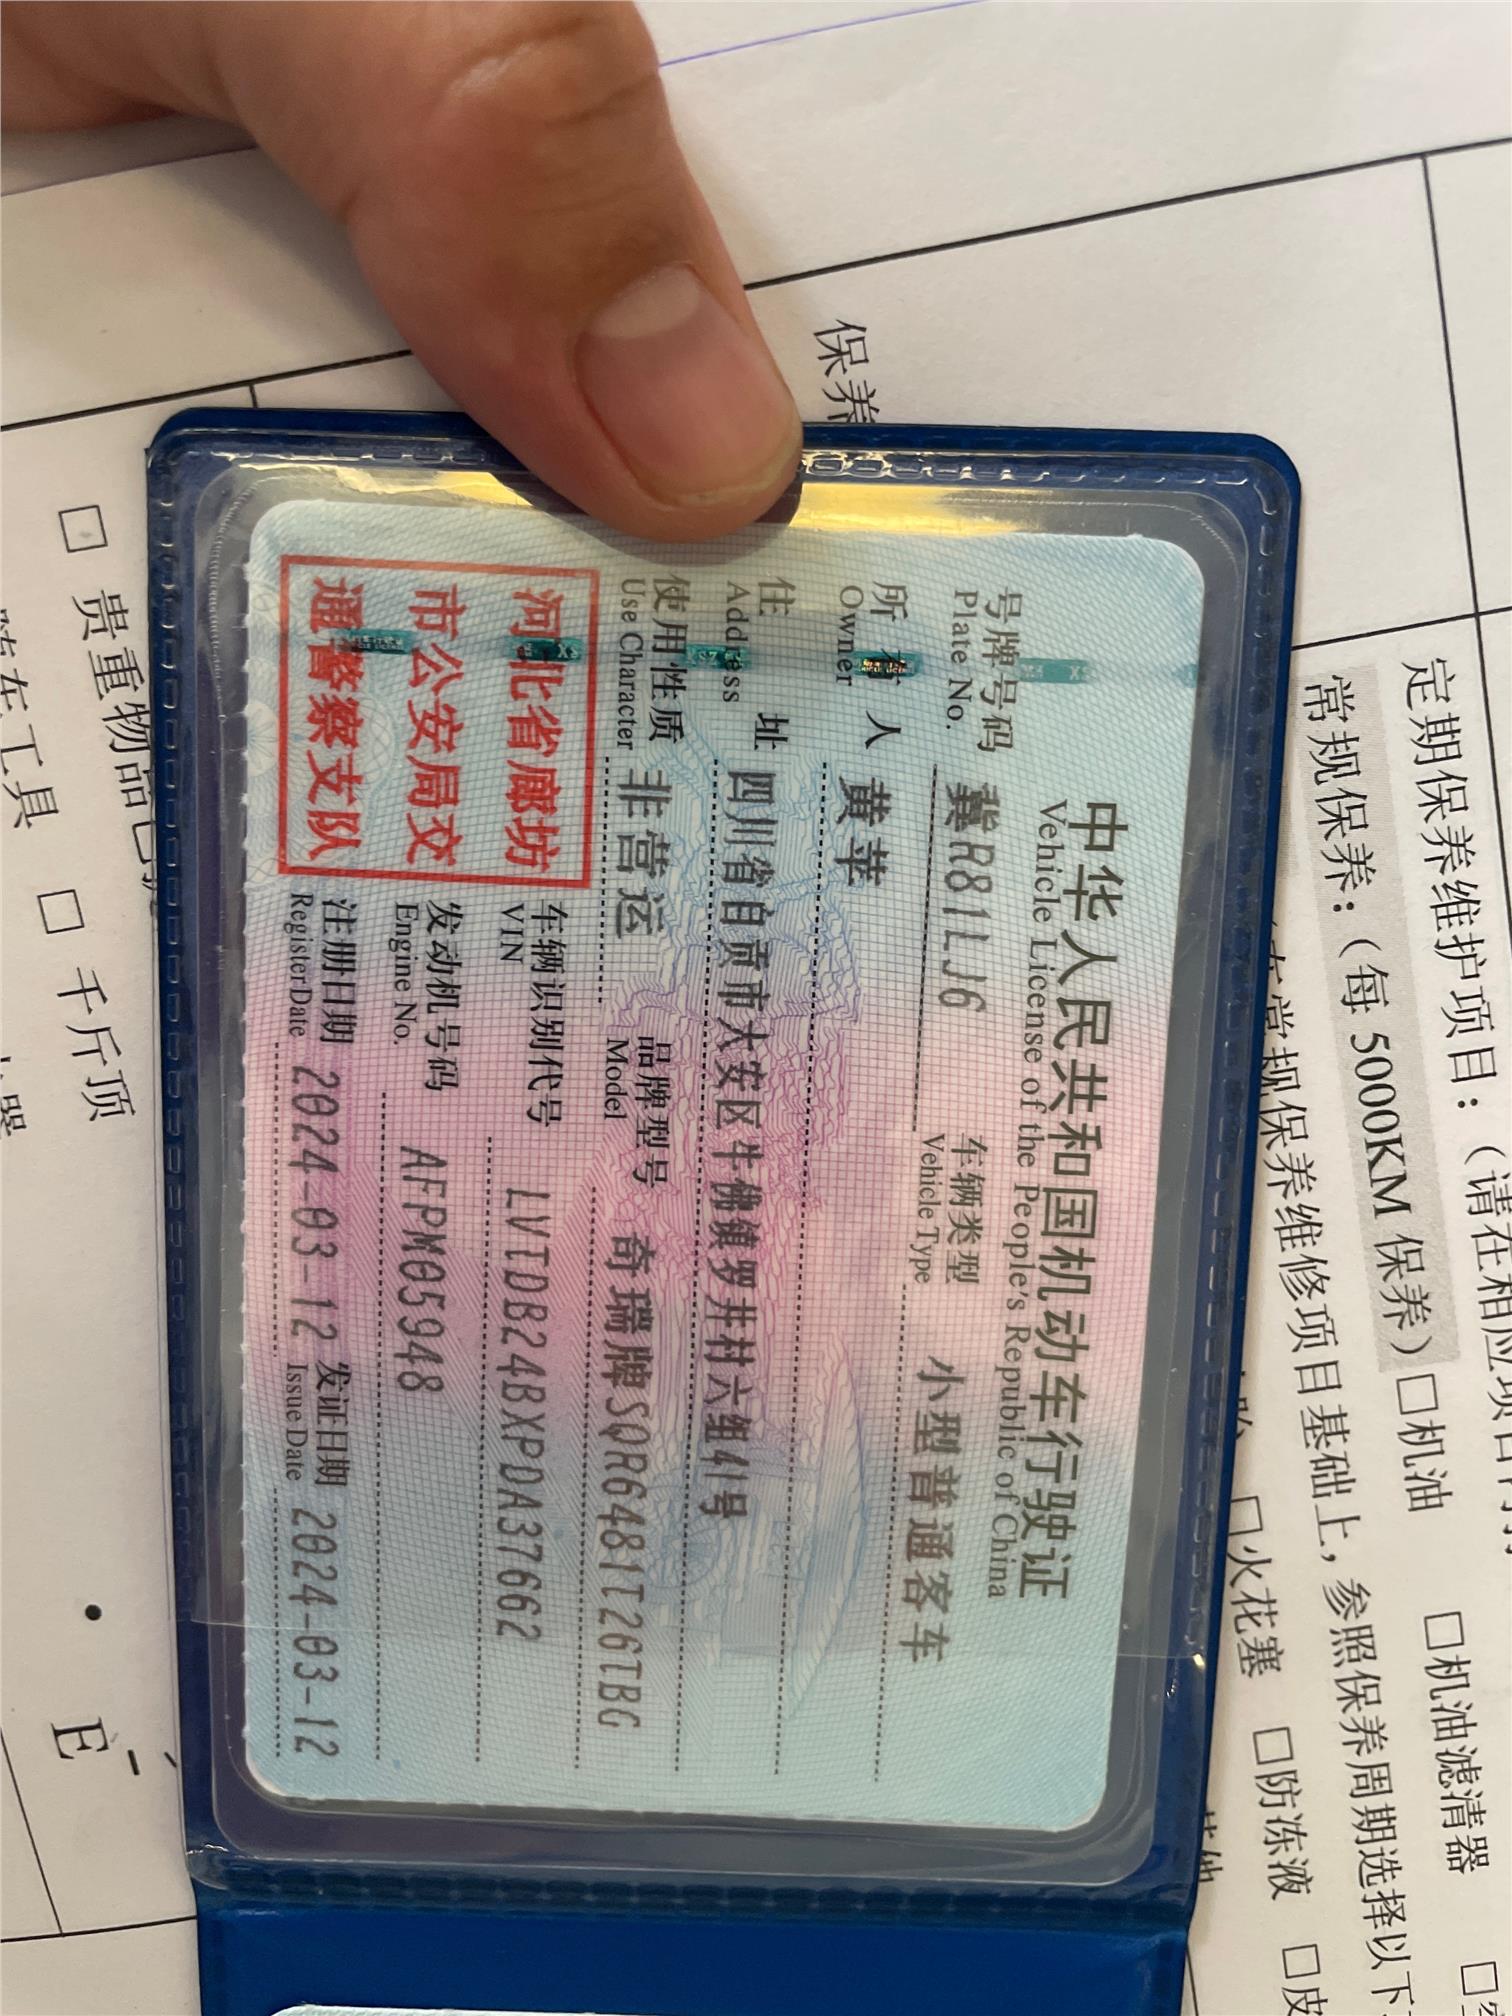 中华人民共和国机动车行驶证
Vehicle License of the People's Republic of China
号牌号码 冀R81LJ6 车辆类型 小型普通客车
Plate No. Vehicle Type
所有人 黄苹
Owner
住址 四川省自贡市大安区牛佛镇罗井村六组41号
Address
使用性质 非营运 品牌型号 奇瑞牌SQR6481T26TBG
Use Character Model
河北省廊坊
市公安局交
通警察支队
车辆识别代号 LVTDB24BXPDA37662
VIN
发动机号码 AFPM05948
Engine No.
注册日期 2024-03-12 发证日期 2024-03-12
Register Date Issue Date
保养
定期保养维护项目：（请在相应项目
常规保养：（每 5000KM 保养）□机油 □机油滤清器
常规保养维修项目基础上，参照保养周期选择以下
□火花塞 □防冻液
其他
□ 贵重物品已
随车工具 □ 千斤顶
E